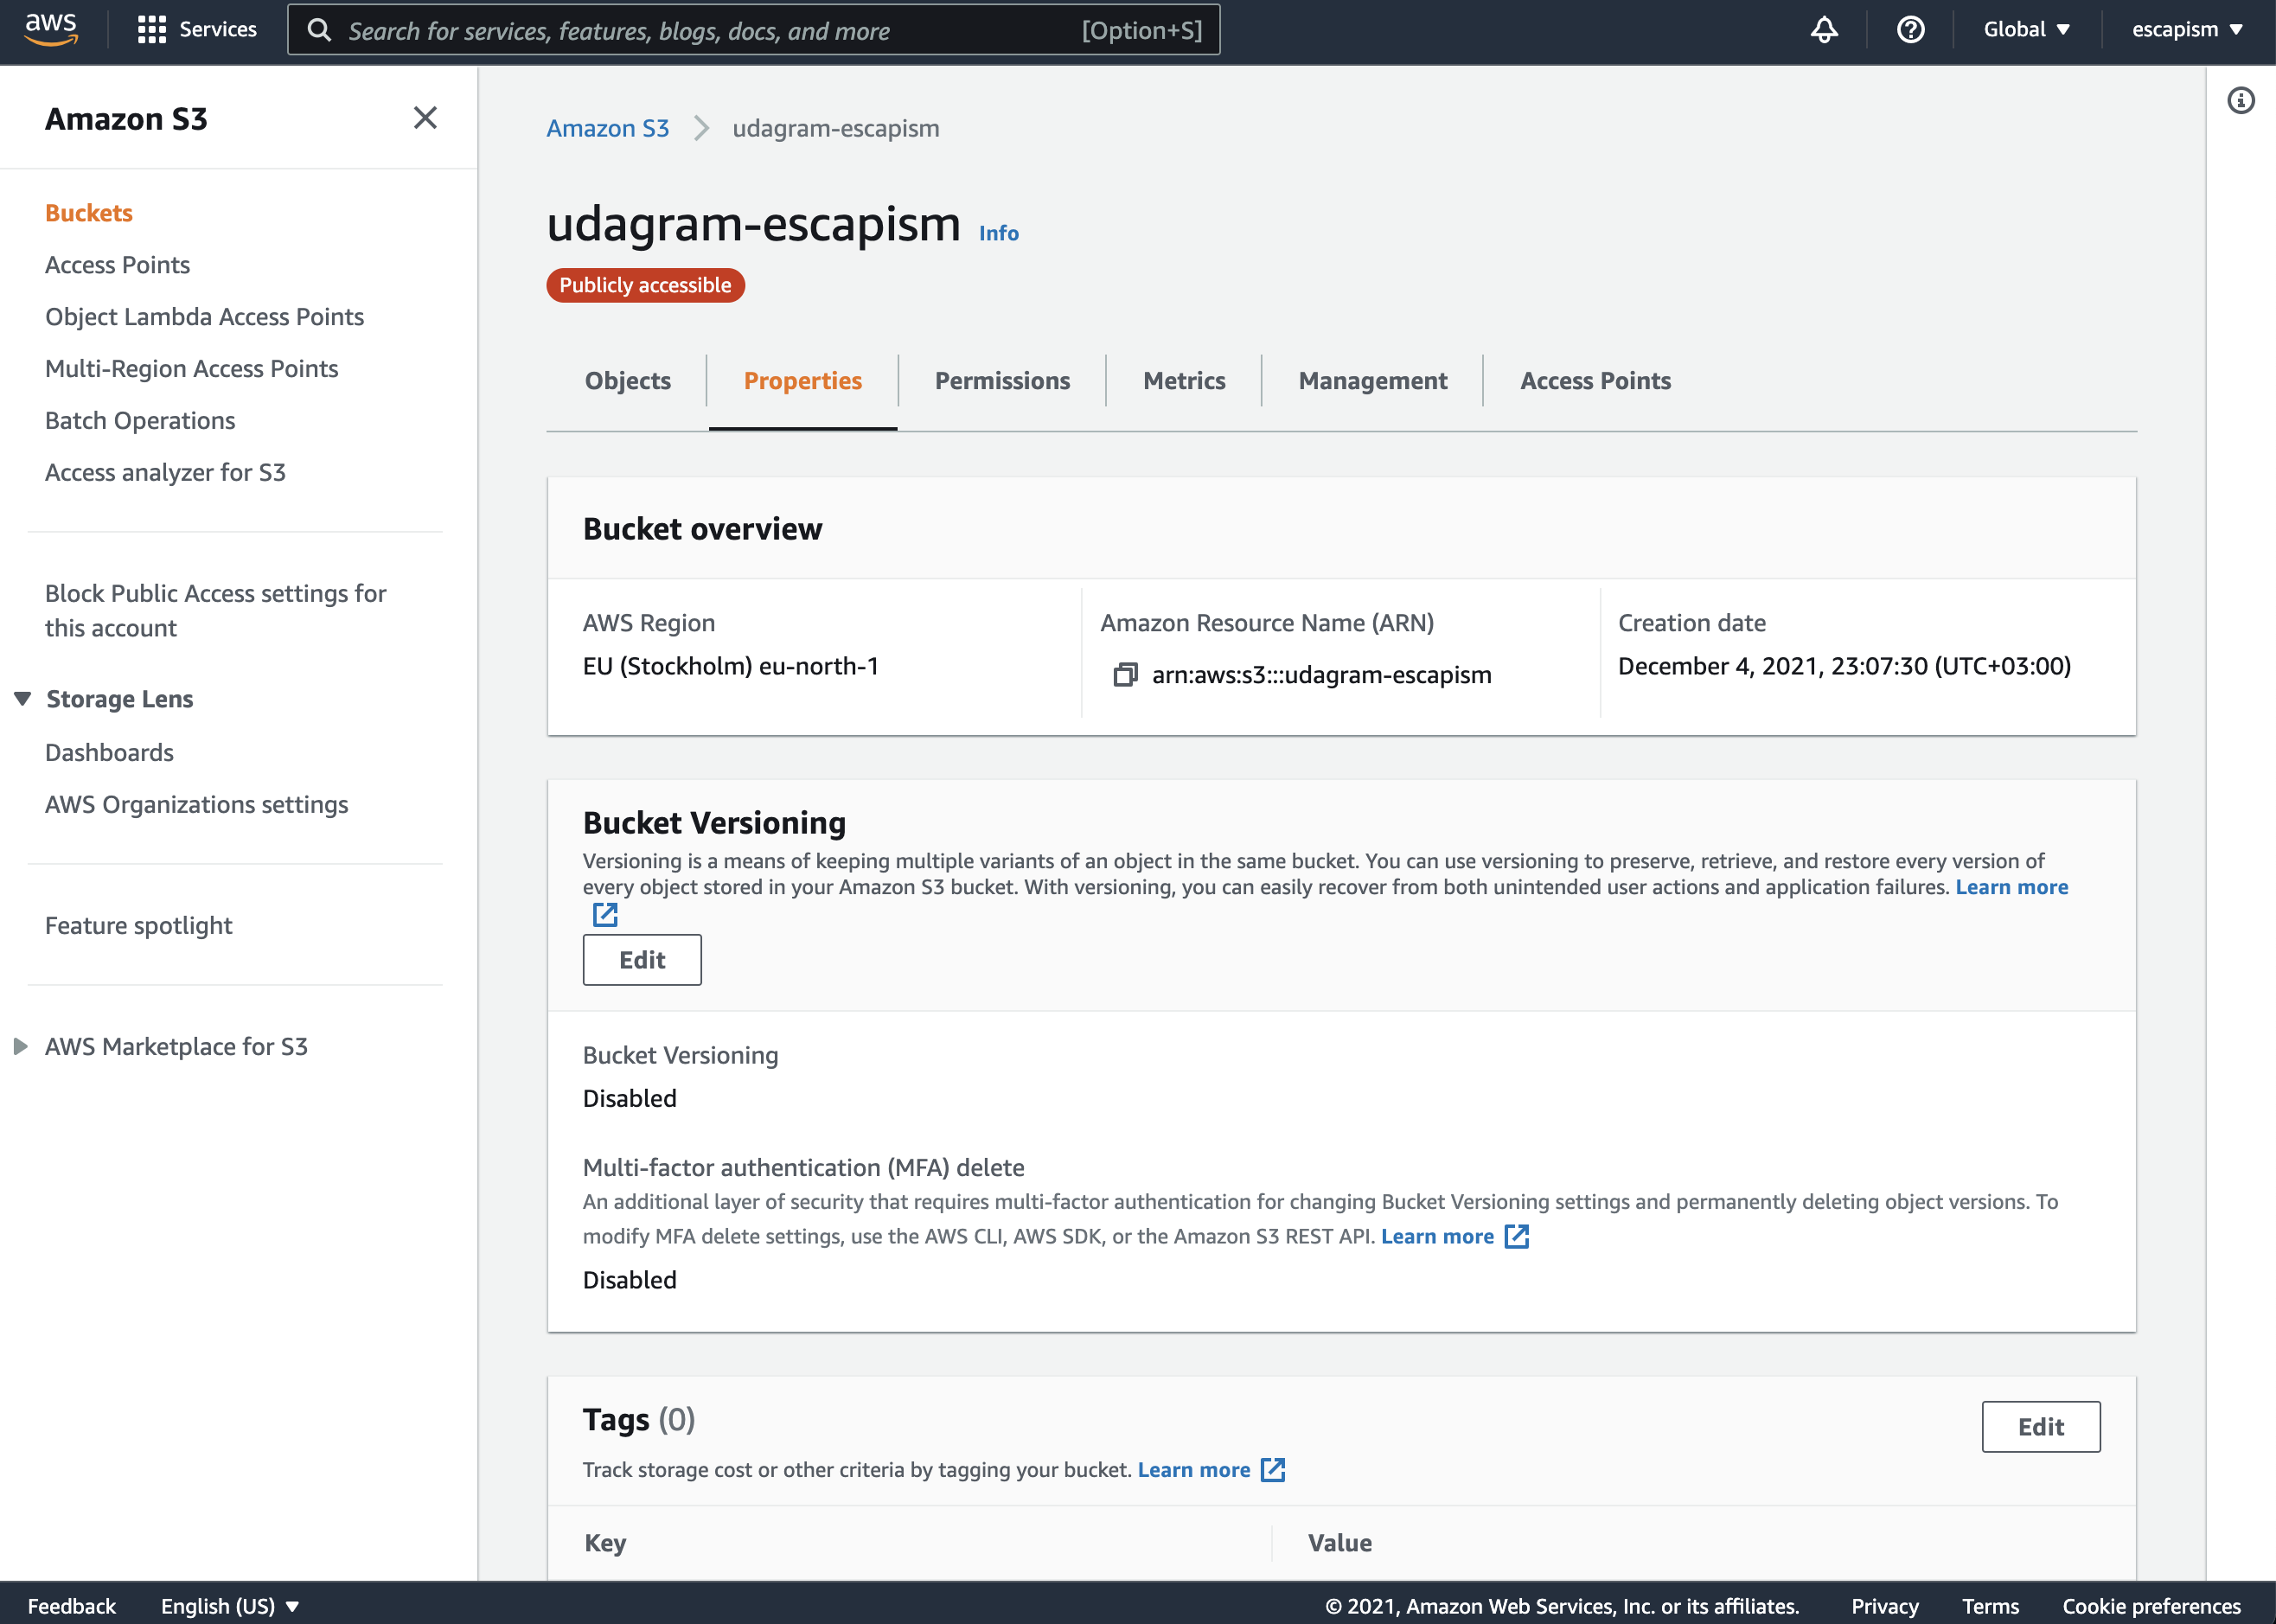 aws
Services
Search for services, features, blogs, docs, and more
[Option+S]
Global
escapism
Amazon S3
Buckets
Access Points
Object Lambda Access Points
Multi-Region Access Points
Batch Operations
Access analyzer for S3
Block Public Access settings for
this account
Storage Lens
Dashboards
AWS Organizations settings
Feature spotlight
AWS Marketplace for S3
Amazon S3
udagram-escapism
udagram-escapism Info
Publicly accessible
Objects
Properties
Permissions
Metrics
Management
Access Points
Bucket overview
AWS Region
EU (Stockholm) eu-north-1
Amazon Resource Name (ARN)
arn:aws:s3:::udagram-escapism
Creation date
December 4, 2021, 23:07:30 (UTC+03:00)
Bucket Versioning
Versioning is a means of keeping multiple variants of an object in the same bucket. You can use versioning to preserve, retrieve, and restore every version of
every object stored in your Amazon S3 bucket. With versioning, you can easily recover from both unintended user actions and application failures. Learn more
Edit
Bucket Versioning
Disabled
Multi-factor authentication (MFA) delete
An additional layer of security that requires multi-factor authentication for changing Bucket Versioning settings and permanently deleting object versions. To
modify MFA delete settings, use the AWS CLI, AWS SDK, or the Amazon S3 REST API. Learn more
Disabled
Tags (0)
Edit
Track storage cost or other criteria by tagging your bucket. Learn more
Key
Value
Feedback
English (US)
© 2021, Amazon Web Services, Inc. or its affiliates.
Privacy
Terms
Cookie preferences